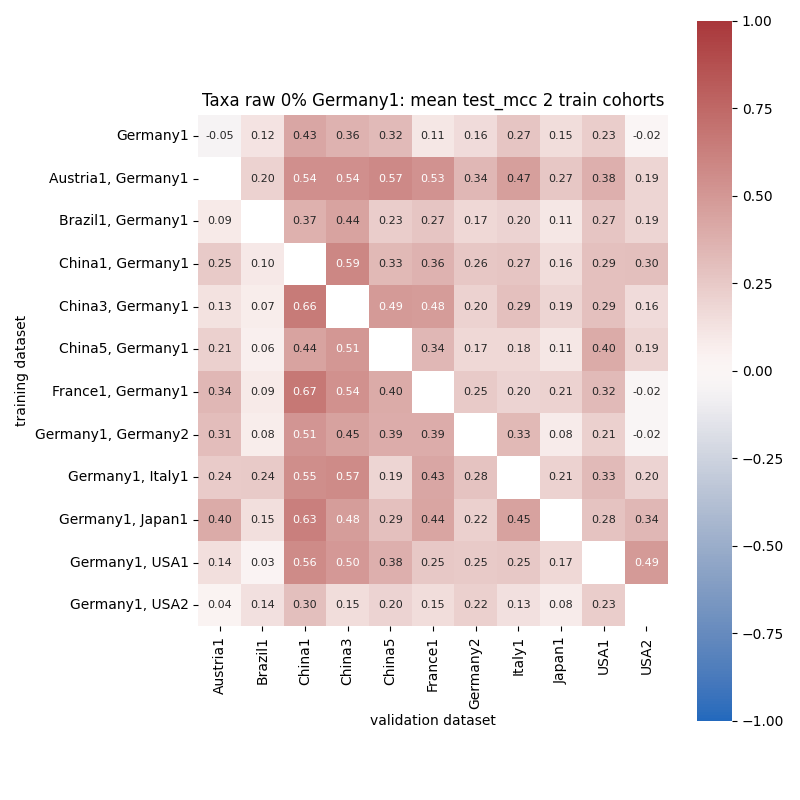 Taxa raw 0% Germany1: mean test_mcc 2 train cohorts
training dataset
Germany1 -0.05 0.12 0.43 0.36 0.32 0.11 0.16 0.27 0.15 0.23 -0.02
Austria1, Germany1 0.20 0.54 0.54 0.57 0.53 0.34 0.47 0.27 0.38 0.19
Brazil1, Germany1 0.09 0.37 0.44 0.23 0.27 0.17 0.20 0.11 0.27 0.19
China1, Germany1 0.25 0.10 0.59 0.33 0.36 0.26 0.27 0.16 0.29 0.30
China3, Germany1 0.13 0.07 0.66 0.49 0.48 0.20 0.29 0.19 0.29 0.16
China5, Germany1 0.21 0.06 0.44 0.51 0.34 0.17 0.18 0.11 0.40 0.19
France1, Germany1 0.34 0.09 0.67 0.54 0.40 0.25 0.20 0.21 0.32 -0.02
Germany1, Germany2 0.31 0.08 0.51 0.45 0.39 0.39 0.33 0.08 0.21 -0.02
Germany1, Italy1 0.24 0.24 0.55 0.57 0.19 0.43 0.28 0.21 0.33 0.20
Germany1, Japan1 0.40 0.15 0.63 0.48 0.29 0.44 0.22 0.45 0.28 0.34
Germany1, USA1 0.14 0.03 0.56 0.50 0.38 0.25 0.25 0.25 0.17 0.49
Germany1, USA2 0.04 0.14 0.30 0.15 0.20 0.15 0.22 0.13 0.08 0.23
Austria1 Brazil1 China1 China3 China5 France1 Germany2 Italy1 Japan1 USA1 USA2
validation dataset
1.00
0.75
0.50
0.25
0.00
−0.25
−0.50
−0.75
−1.00